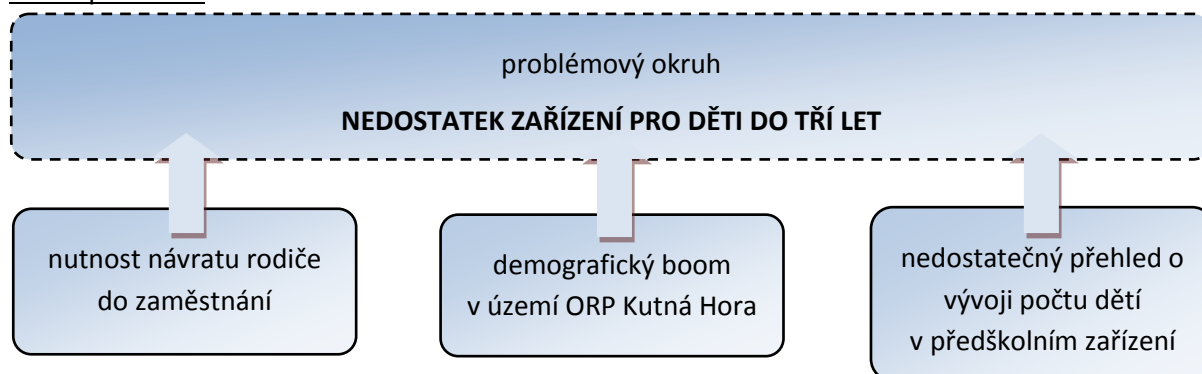 problémový okruh
NEDOSTATEK ZAŘÍZENÍ PRO DĚTI DO TŘÍ LET
nutnost návratu rodiče
do zaměstnání
demografický boom
v území ORP Kutná Hora
nedostatečný přehled o
vývoji počtu dětí
v předškolním zařízení